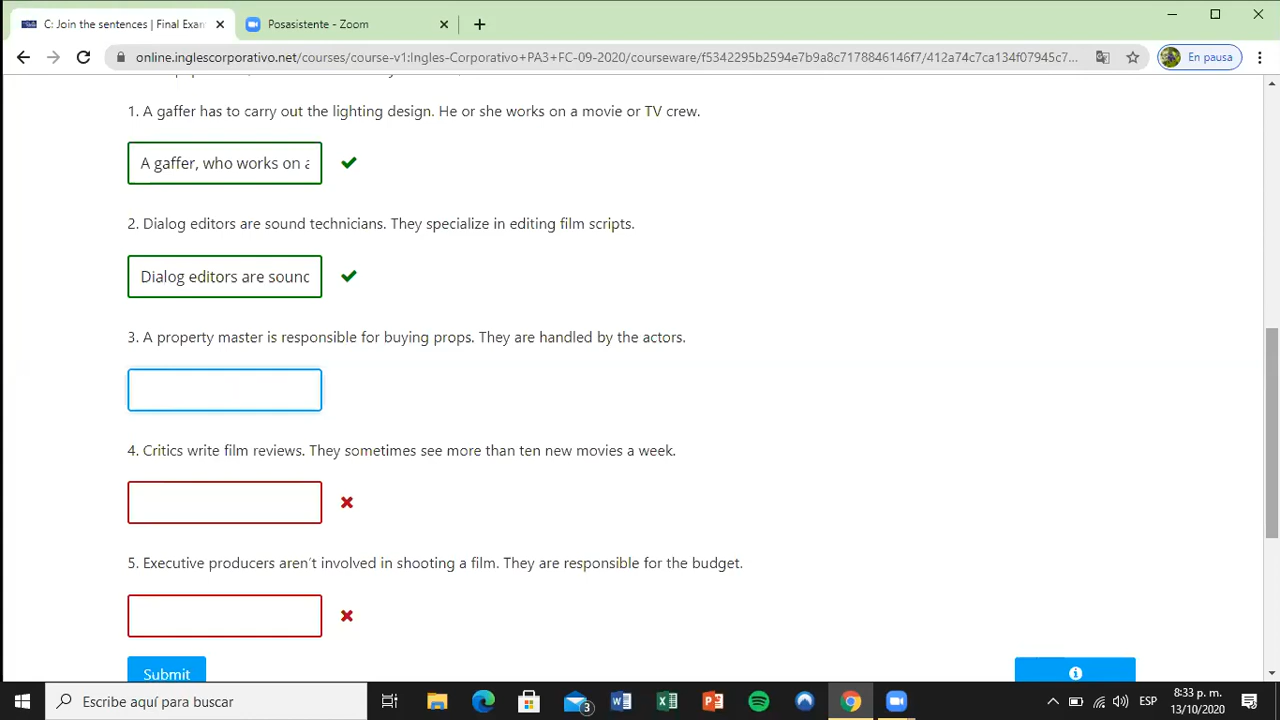 C: Join the sentences | Final Exam
Posasistente - Zoom
online.inglescorporativo.net/courses/course-v1:Ingles-Corporativo+PA3+FC-09-2020/courseware/f5342295b2594e7b9a8c7178846146f7/412a74c7ca134f07945c7...
En pausa
1. A gaffer has to carry out the lighting design. He or she works on a movie or TV crew.
A gaffer, who works on a
2. Dialog editors are sound technicians. They specialize in editing film scripts.
Dialog editors are sound
3. A property master is responsible for buying props. They are handled by the actors.
4. Critics write film reviews. They sometimes see more than ten new movies a week.
5. Executive producers aren't involved in shooting a film. They are responsible for the budget.
Submit
Escribe aquí para buscar
3
ESP
8:33 p. m.
13/10/2020